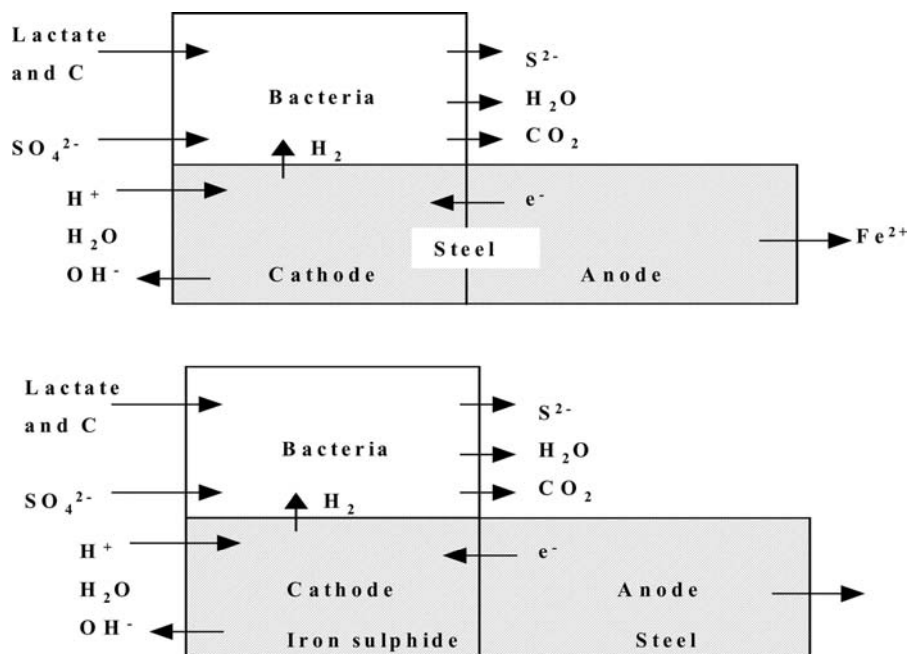 Lactate
and C
S²⁻
Bacteria
H₂O
SO₄²⁻
H₂
CO₂
H⁺
e⁻
H₂O
Steel
Fe²⁺
OH⁻
Cathode
Anode
Lactate
and C
S²⁻
Bacteria
H₂O
SO₄²⁻
H₂
CO₂
H⁺
e⁻
H₂O
Cathode
Anode
OH⁻
Iron sulphide
Steel